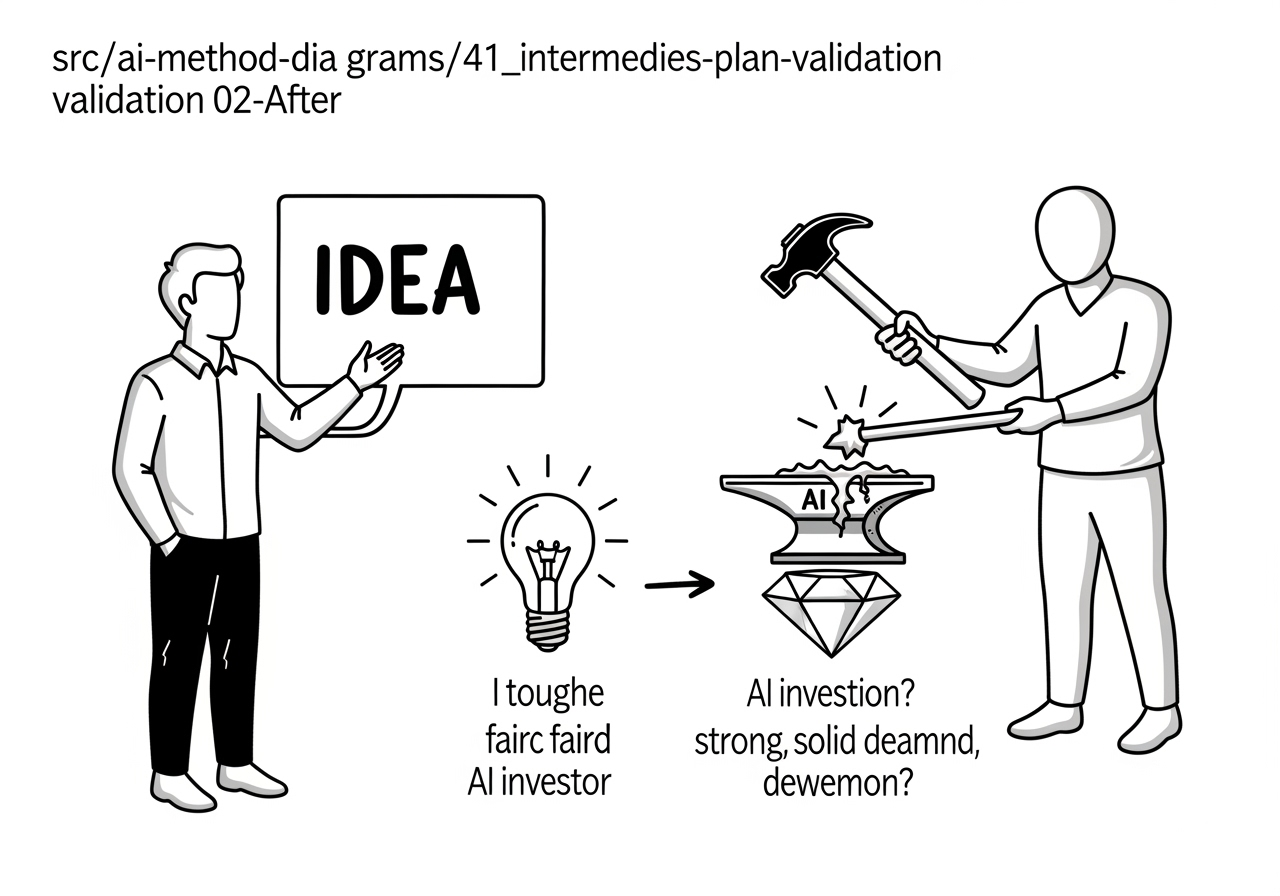 src/ai-method-dia grams/41_intermedies-plan-validation
validation 02-After
IDEA
AI
I toughe
fairc faird
AI investor
AI investion?
strong, solid deamnd,
dewemon?